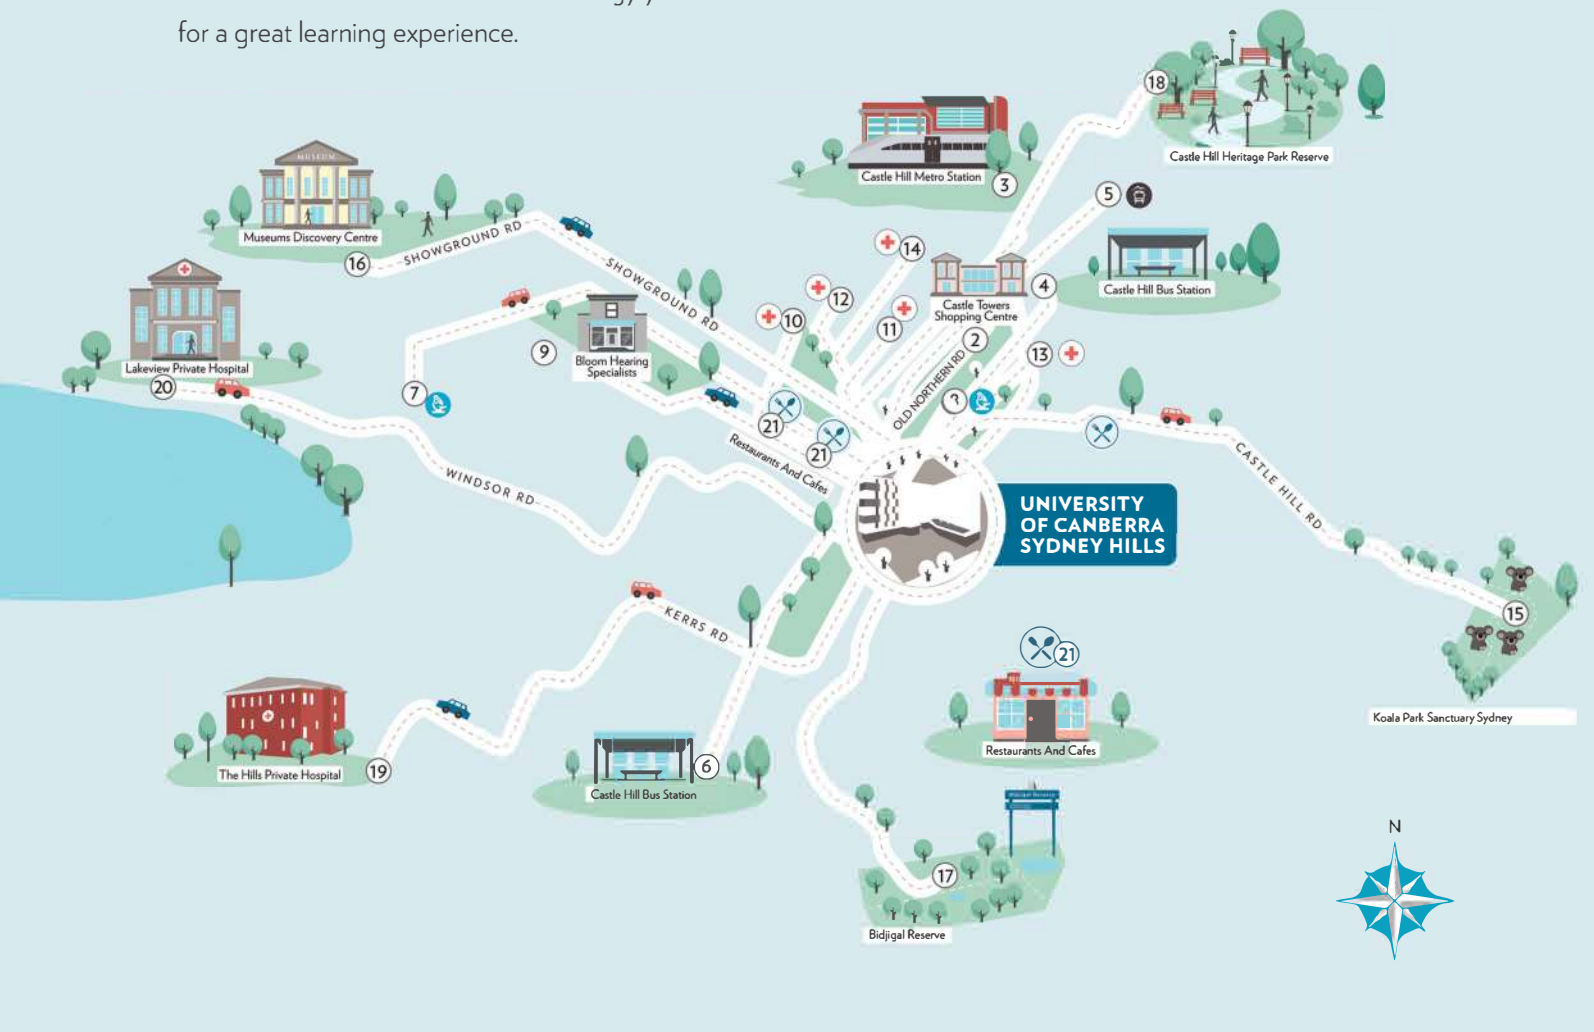 for a great learning experience.
18
Castle Hill Heritage Park Reserve
Castle Hill Metro Station
3
5
MUSEUM
Museums Discovery Centre
16
SHOWGROUND RD
SHOWGROUND RD
14
Castle Towers
Shopping Centre
4
Castle Hill Bus Station
12
10
11
2
13
Lakeview Private Hospital
20
9
Bloom Hearing
Specialists
7
OLD NORTHERN RD
21
21
Restaurants And Cafes
WINDSOR RD
CASTLE HILL RD
UNIVERSITY
OF CANBERRA
SYDNEY HILLS
15
Koala Park Sanctuary Sydney
KERRS RD
21
Restaurants And Cafes
The Hills Private Hospital
19
6
Castle Hill Bus Station
Bidjigal Reserve
17
Bidjigal Reserve
N